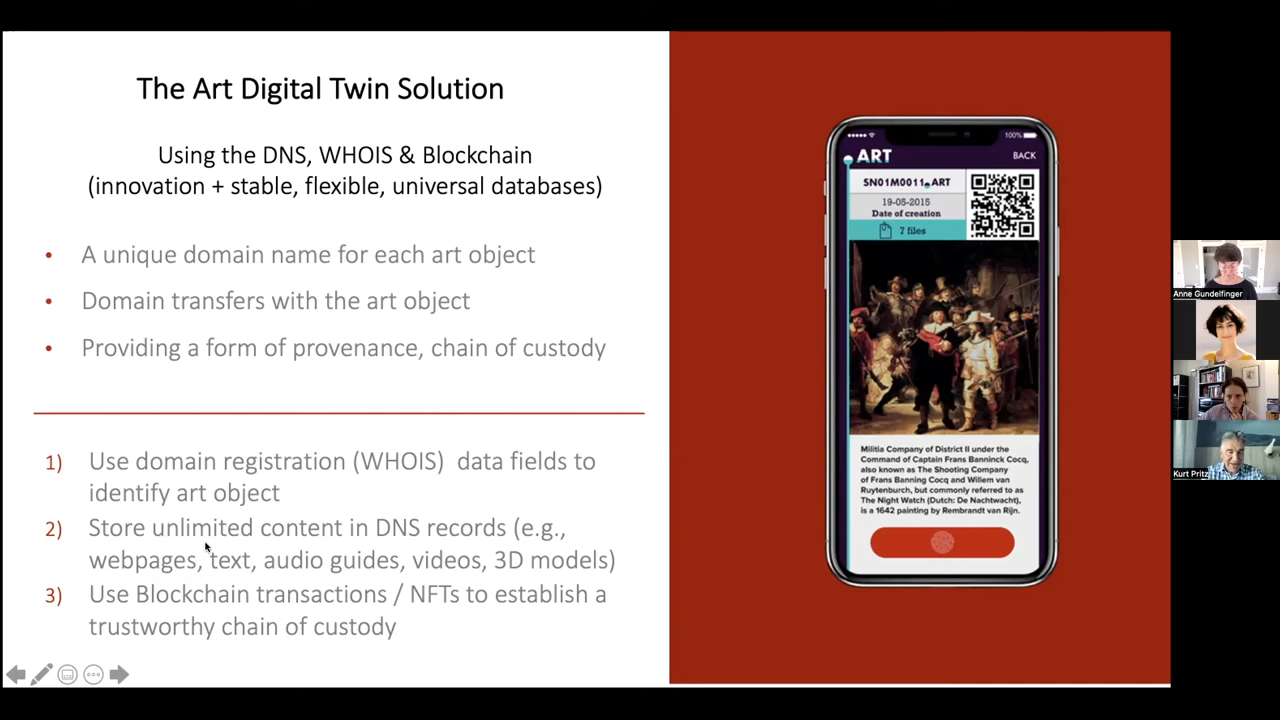 The Art Digital Twin Solution
Using the DNS, WHOIS & Blockchain
(innovation + stable, flexible, universal databases)
• A unique domain name for each art object
• Domain transfers with the art object
• Providing a form of provenance, chain of custody
1) Use domain registration (WHOIS) data fields to
identify art object
2) Store unlimited content in DNS records (e.g.,
webpages, text, audio guides, videos, 3D models)
3) Use Blockchain transactions / NFTs to establish a
trustworthy chain of custody
100%
ART
BACK
SN01M0011.ART
19-05-2015
Date of creation
7 files
Militia Company of District II under the
Command of Captain Frans Banninck Cocq,
also known as The Shooting Company
of Frans Banning Cocq and Willem van
Ruytenburch, but commonly referred to as
The Night Watch (Dutch: De Nachtwacht),
is a 1642 painting by Rembrandt van Rijn.
Anne Gundelfinger
Kurt Pritz